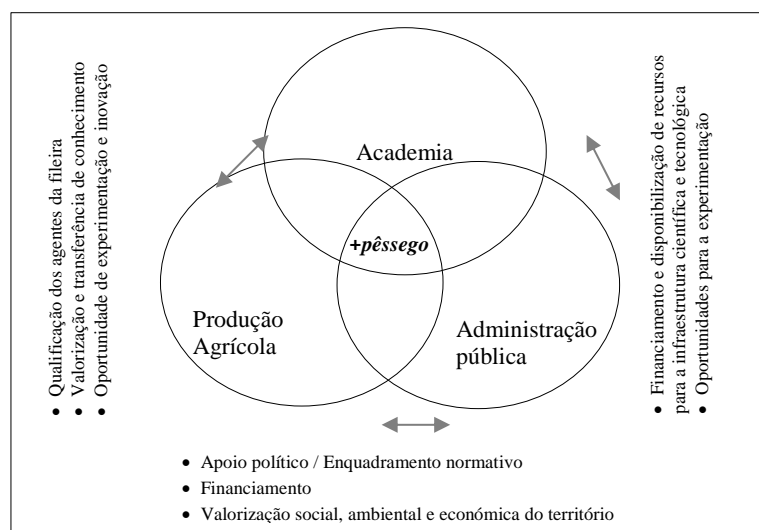 Academia
+pêssego
Produção
Agrícola
Administração
pública
• Qualificação dos agentes da fileira
• Valorização e transferência de conhecimento
• Oportunidade de experimentação e inovação
• Financiamento e disponibilização de recursos
para a infraestrutura científica e tecnológica
• Oportunidades para a experimentação
• Apoio político / Enquadramento normativo
• Financiamento
• Valorização social, ambiental e económica do território